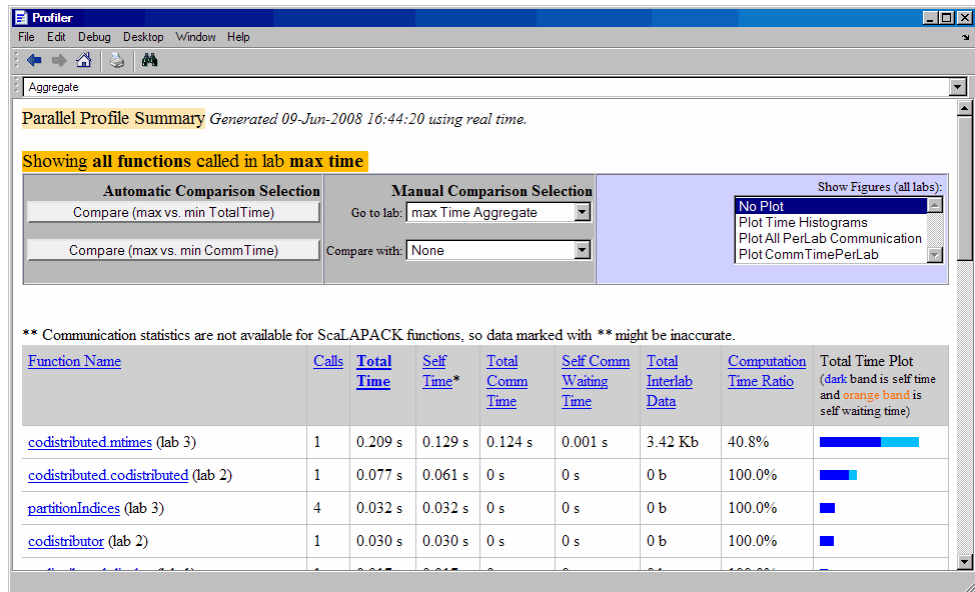 Profiler
File Edit Debug Desktop Window Help
Aggregate
Parallel Profile Summary Generated 09-Jun-2008 16:44:20 using real time.
Showing all functions called in lab max time
Automatic Comparison Selection
Compare (max vs. min TotalTime)
Compare (max vs. min CommTime)
Manual Comparison Selection
Go to lab: max Time Aggregate
Compare with: None
Show Figures (all labs):
No Plot
Plot Time Histograms
Plot All PerLab Communication
Plot CommTimePerLab
** Communication statistics are not available for ScaLAPACK functions, so data marked with ** might be inaccurate.
Function Name
Calls
Total
Time
Self
Time*
Total
Comm
Time
Self Comm
Waiting
Time
Total
Interlab
Data
Computation
Time Ratio
Total Time Plot
(dark band is self time
and orange band is
self waiting time)
codistributed.mtimes (lab 3) 1 0.209 s 0.129 s 0.124 s 0.001 s 3.42 Kb 40.8%
codistributed.codistributed (lab 2) 1 0.077 s 0.061 s 0 s 0 s 0 b 100.0%
partitionIndices (lab 3) 4 0.032 s 0.032 s 0 s 0 s 0 b 100.0%
codistributor (lab 2) 1 0.030 s 0.030 s 0 s 0 s 0 b 100.0%